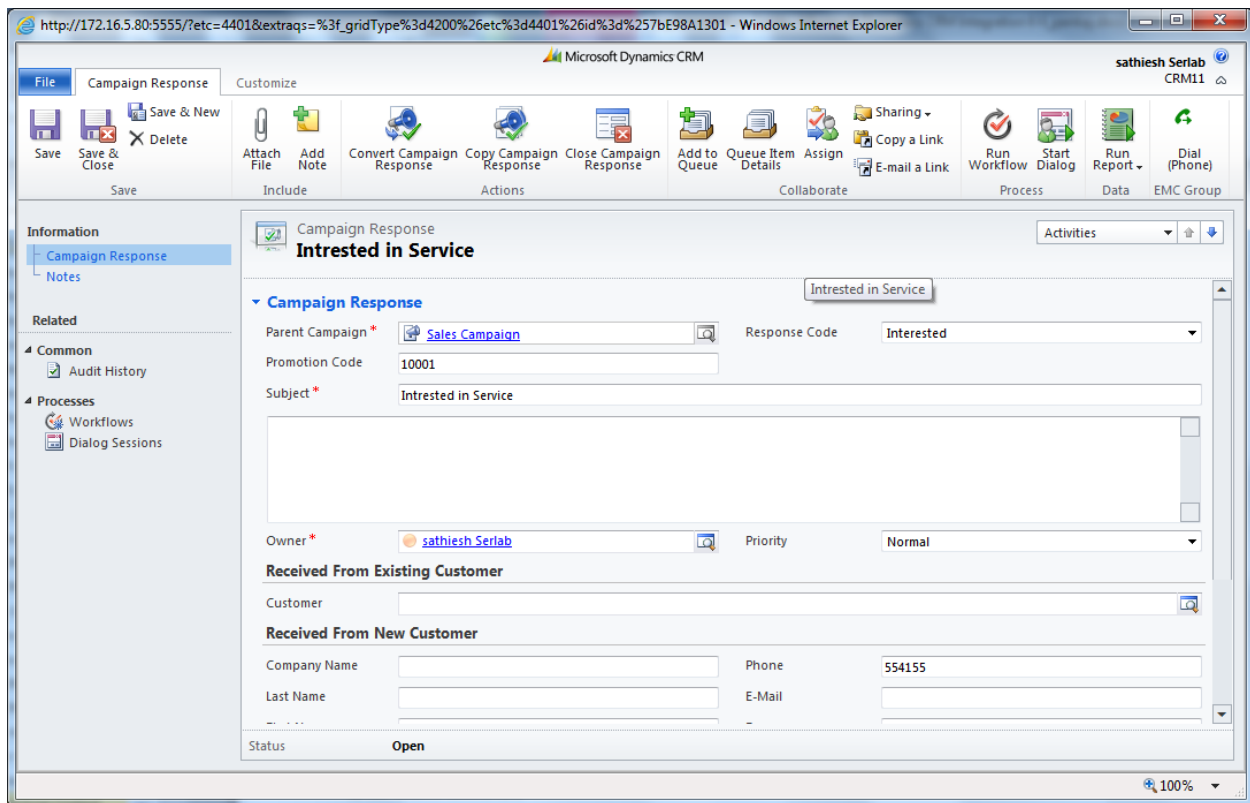 http://172.16.5.80:5555/?etc=4401&extraqs=%3f_gridType%3d4200%26etc%3d4401%26id%3d%257bE98A1301 - Windows Internet Explorer
Microsoft Dynamics CRM
sathiesh Serlab
CRM11
File
Campaign Response
Customize
Save
Save & Close
Save & New
Delete
Attach File
Add Note
Convert Campaign Response
Copy Campaign Response
Close Campaign Response
Add to Queue
Queue Item Details
Assign
Sharing
Copy a Link
E-mail a Link
Run Workflow
Start Dialog
Run Report
Dial (Phone)
Save
Include
Actions
Collaborate
Process
Data
EMC Group
Information
Campaign Response
Notes
Related
Common
Audit History
Processes
Workflows
Dialog Sessions
Campaign Response
Intrested in Service
Activities
Intrested in Service
Campaign Response
Parent Campaign *
Sales Campaign
Response Code
Interested
Promotion Code
10001
Subject *
Intrested in Service
Owner *
sathiesh Serlab
Priority
Normal
Received From Existing Customer
Customer
Received From New Customer
Company Name
Phone
554155
Last Name
E-Mail
Status
Open
100%